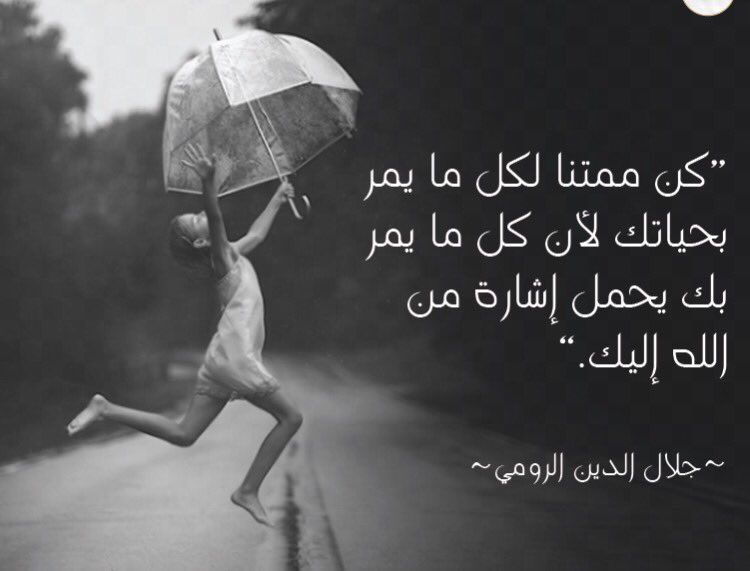 ”كن ممتنا لكل ما يمر
بحياتك لأن كل ما يمر
بك يحمل إشارة من
الله إليك.“
~جلال الدين الرومي~